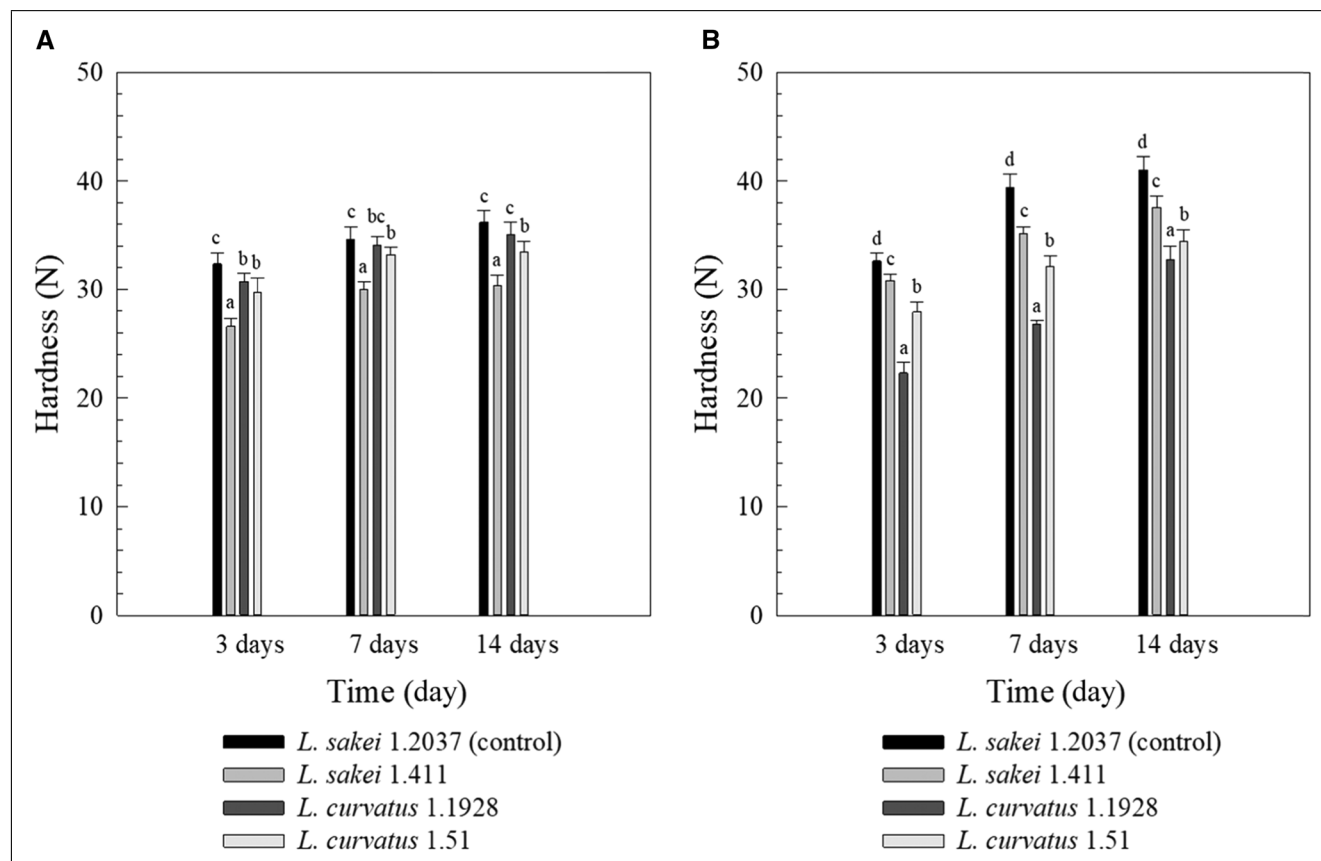 A
50
40
30
20
10
0
Hardness (N)
c
a
b
b
c
a
bc
b
c
a
c
b
3 days
7 days
14 days
Time (day)
L. sakei 1.2037 (control)
L. sakei 1.411
L. curvatus 1.1928
L. curvatus 1.51
B
50
40
30
20
10
0
Hardness (N)
d
c
a
b
d
c
a
b
d
c
a
b
3 days
7 days
14 days
Time (day)
L. sakei 1.2037 (control)
L. sakei 1.411
L. curvatus 1.1928
L. curvatus 1.51